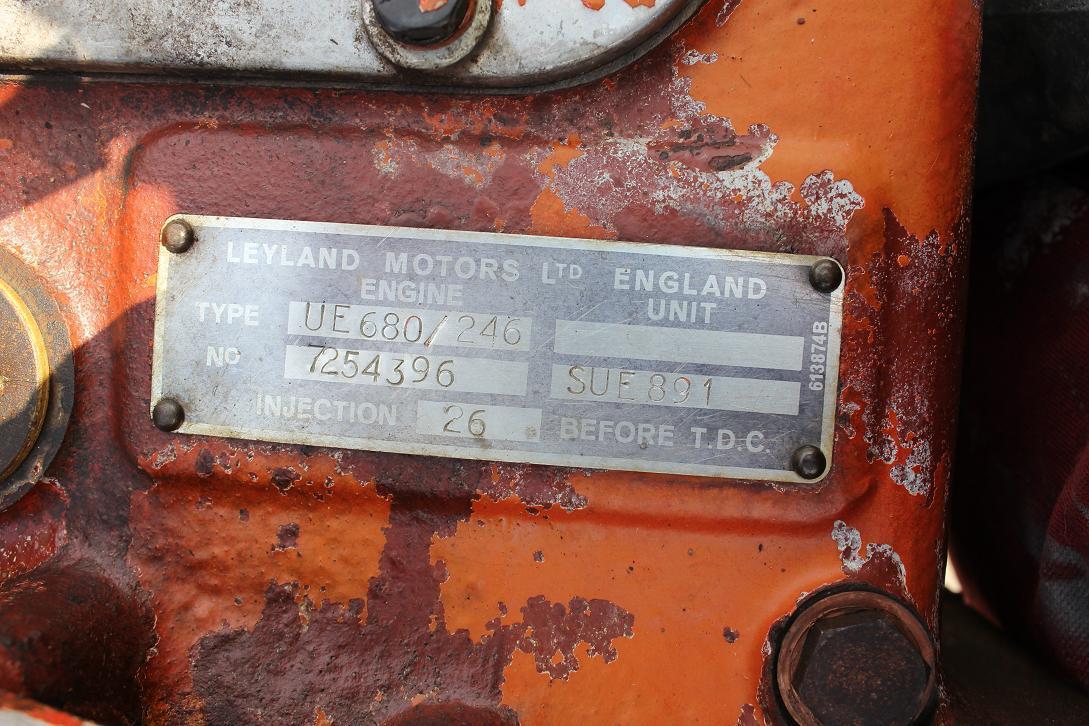 LEYLAND MOTORS LTD ENGLAND
ENGINE UNIT
TYPE UE680/246
NO 7254396 SUE891
INJECTION 26 BEFORE T.D.C.
613874B